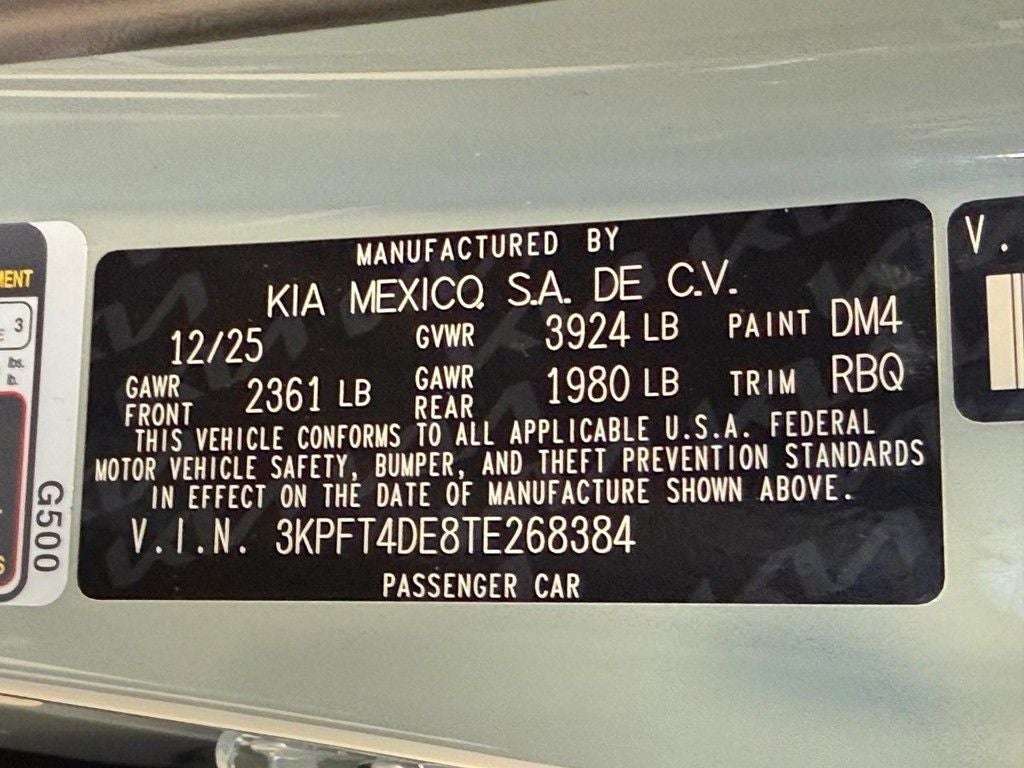 MANUFACTURED BY
KIA MEXICO S.A. DE C.V.
12/25 GVWR 3924 LB PAINT DM4
GAWR FRONT 2361 LB GAWR REAR 1980 LB TRIM RBQ
THIS VEHICLE CONFORMS TO ALL APPLICABLE U.S.A. FEDERAL
MOTOR VEHICLE SAFETY, BUMPER, AND THEFT PREVENTION STANDARDS
IN EFFECT ON THE DATE OF MANUFACTURE SHOWN ABOVE.
V.I.N. 3KPFT4DE8TE268384
PASSENGER CAR
G500
3
lbs.
V.